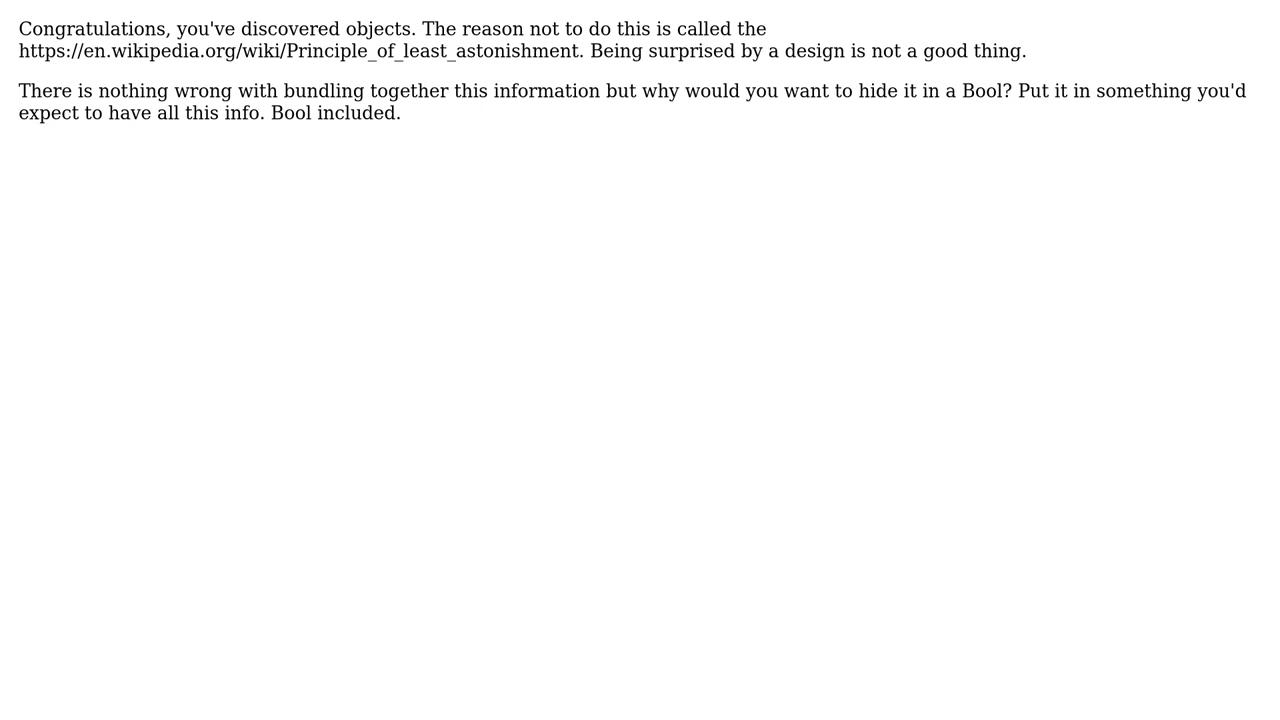 Congratulations, you've discovered objects. The reason not to do this is called the
https://en.wikipedia.org/wiki/Principle_of_least_astonishment. Being surprised by a design is not a good thing.
There is nothing wrong with bundling together this information but why would you want to hide it in a Bool? Put it in something you'd
expect to have all this info. Bool included.